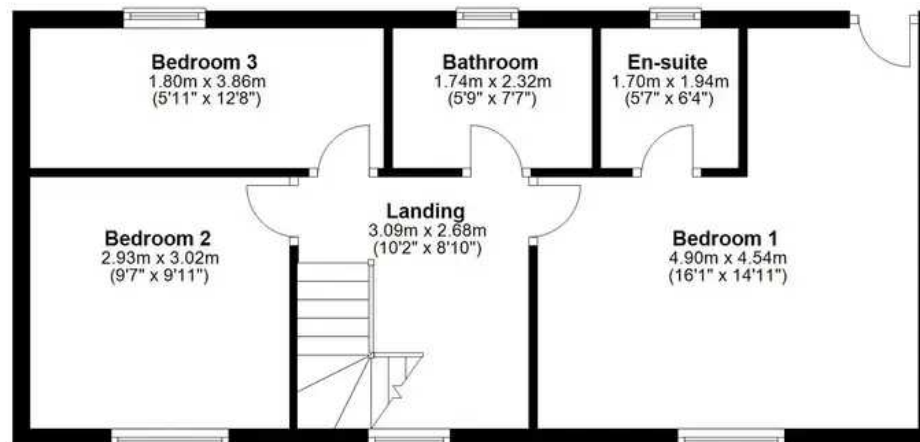 Bedroom 3
1.80m x 3.86m
(5'11" x 12'8")
Bathroom
1.74m x 2.32m
(5'9" x 7'7")
En-suite
1.70m x 1.94m
(5'7" x 6'4")
Bedroom 2
2.93m x 3.02m
(9'7" x 9'11")
Landing
3.09m x 2.68m
(10'2" x 8'10")
Bedroom 1
4.90m x 4.54m
(16'1" x 14'11")